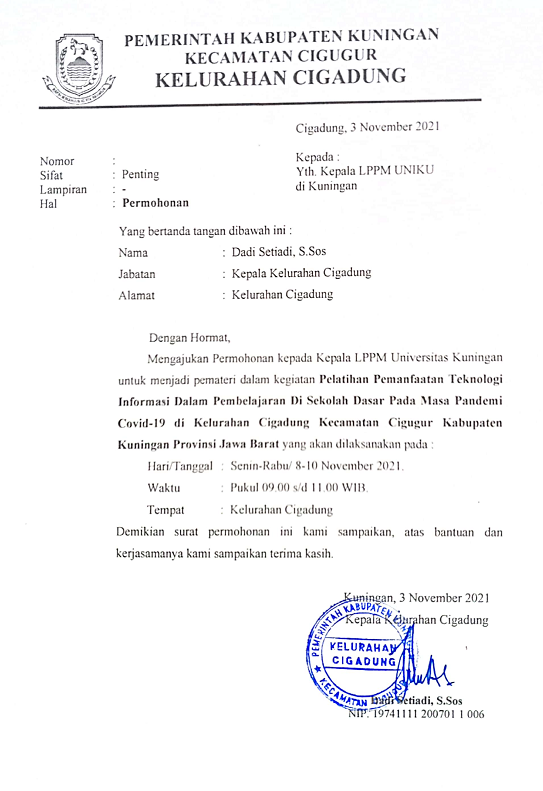 PEMERINTAH KABUPATEN KUNINGAN
KECAMATAN CIGUGUR
KELURAHAN CIGADUNG
Cigadung, 3 November 2021
Kepada :
Yth. Kepala LPPM UNIKU
di Kuningan
Nomor :
Sifat : Penting
Lampiran : -
Hal : Permohonan
Yang bertanda tangan dibawah ini :
Nama : Dadi Setiadi, S.Sos
Jabatan : Kepala Kelurahan Cigadung
Alamat : Kelurahan Cigadung
Dengan Hormat,
Mengajukan Permohonan kepada Kepala LPPM Universitas Kuningan
untuk menjadi pemateri dalam kegiatan Pelatihan Pemanfaatan Teknologi
Informasi Dalam Pembelajaran Di Sekolah Dasar Pada Masa Pandemi
Covid-19 di Kelurahan Cigadung Kecamatan Cigugur Kabupaten
Kuningan Provinsi Jawa Barat yang akan dilaksanakan pada :
Hari/Tanggal : Senin-Rabu/ 8-10 November 2021.
Waktu : Pukul 09.00 s/d 11.00 WIB.
Tempat : Kelurahan Cigadung
Demikian surat permohonan ini kami sampaikan, atas bantuan dan
kerjasamanya kami sampaikan terima kasih.
Kuningan, 3 November 2021
Kepala Kelurahan Cigadung
PEMERINTAH KABUPATEN KUNINGAN
KELURAHAN
CIGADUNG
KECAMATAN CIGUGUR
Dadi Setiadi, S.Sos
NIP. 19741111 200701 1 006